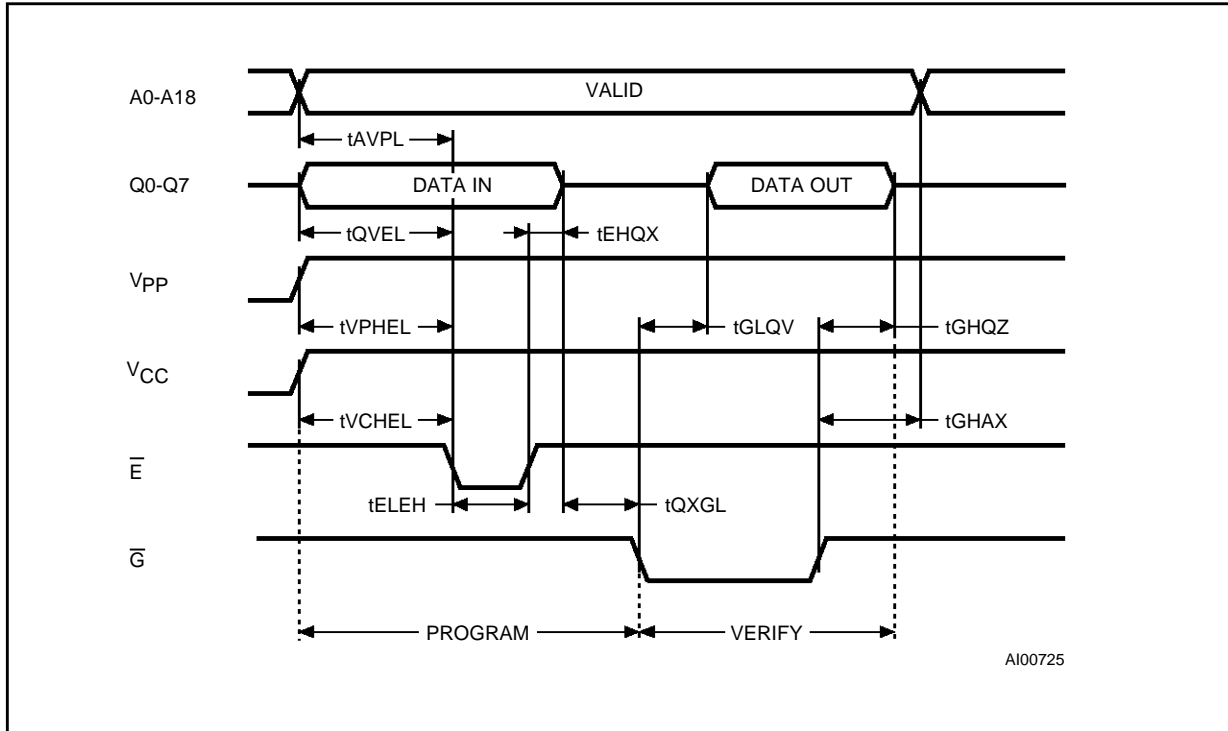 A0-A18
VALID
tAVPL
Q0-Q7
DATA IN
DATA OUT
tQVEL
tEHQX
VPP
tVPHEL
tGLQV
tGHQZ
VCC
tVCHEL
tGHAX
E̅
tELEH
tQXGL
G̅
PROGRAM
VERIFY
AI00725